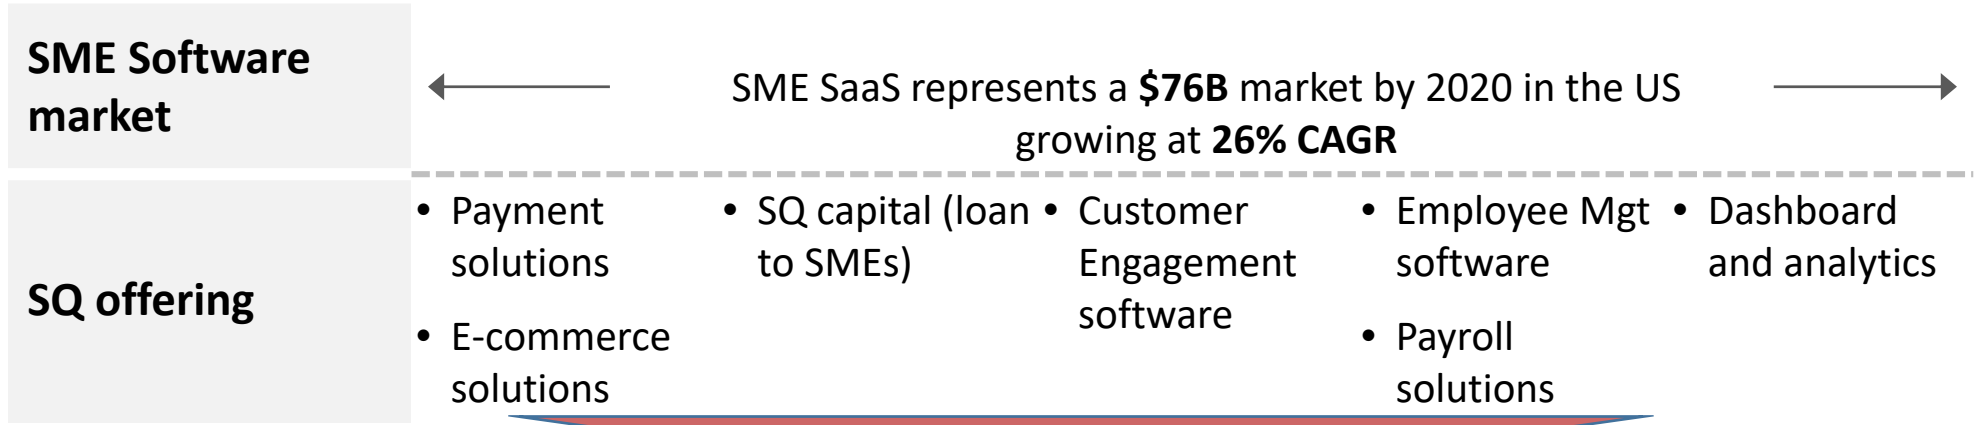 SME Software
market
SME SaaS represents a $76B market by 2020 in the US
growing at 26% CAGR
SQ offering
• Payment
solutions
• E-commerce
solutions
• SQ capital (loan
to SMEs)
• Customer
Engagement
software
• Employee Mgt
software
• Payroll
solutions
• Dashboard
and analytics